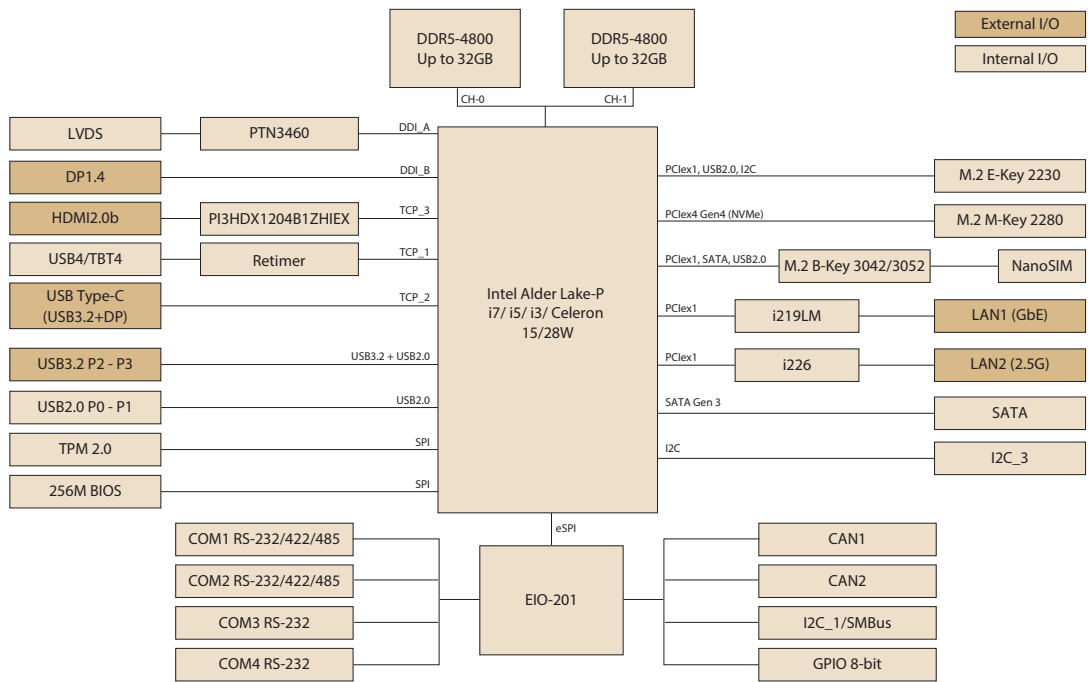 DDR5-4800
Up to 32GB
DDR5-4800
Up to 32GB
External I/O
Internal I/O
CH-0
CH-1
LVDS
PTN3460
DDI_A
DP1.4
DDI_B
HDMI2.0b
PI3HDX1204B1ZHIEX
TCP_3
USB4/TBT4
Retimer
TCP_1
USB Type-C
(USB3.2+DP)
TCP_2
USB3.2 P2 - P3
USB3.2 + USB2.0
USB2.0 P0 - P1
USB2.0
TPM 2.0
SPI
256M BIOS
SPI
Intel Alder Lake-P
i7/ i5/ i3/ Celeron
15/28W
PCIex1, USB2.0, I2C
M.2 E-Key 2230
PCIex4 Gen4 (NVMe)
M.2 M-Key 2280
PCIex1, SATA, USB2.0
M.2 B-Key 3042/3052
NanoSIM
PCIex1
i219LM
LAN1 (GbE)
PCIex1
i226
LAN2 (2.5G)
SATA Gen 3
SATA
I2C
I2C_3
eSPI
COM1 RS-232/422/485
COM2 RS-232/422/485
COM3 RS-232
COM4 RS-232
EIO-201
CAN1
CAN2
I2C_1/SMBus
GPIO 8-bit